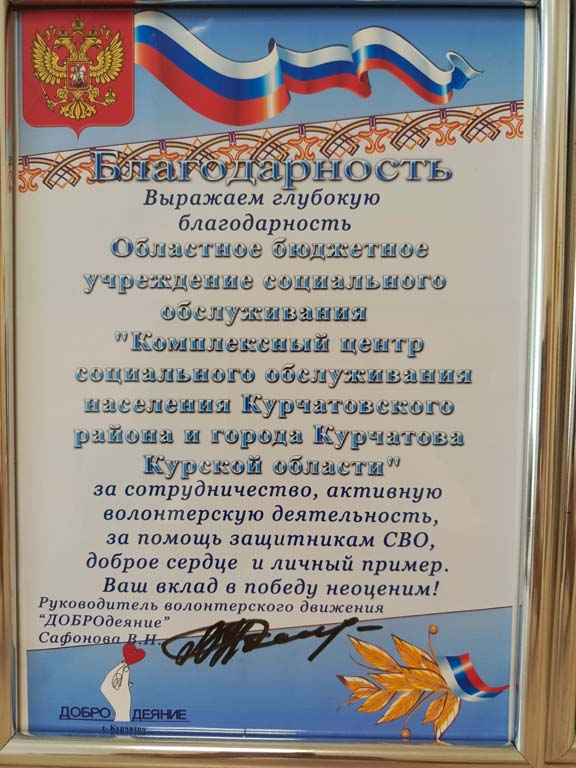 Благодарность
Выражаем глубокую
благодарность
Областное бюджетное
учреждение социального
обслуживания
"Комплексный центр
социального обслуживания
населения Курчатовского
района и города Курчатова
Курской области"
за сотрудничество, активную
волонтерскую деятельность,
за помощь защитникам СВО,
доброе сердце и личный пример.
Ваш вклад в победу неоценим!
Руководитель волонтерского движения
"ДОБРОдеяние"
Сафонова В.Н.
ДОБРО ДЕЯНИЕ
г. Курчатов